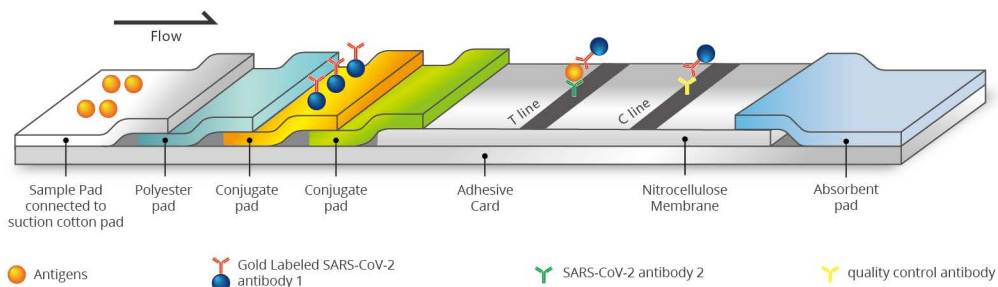 Flow
T line
C line
Sample Pad
connected to
suction cotton pad
Polyester
pad
Conjugate
pad
Conjugate
pad
Adhesive
Card
Nitrocellulose
Membrane
Absorbent
pad
Antigens
Gold Labeled SARS-CoV-2
antibody 1
SARS-CoV-2 antibody 2
quality control antibody